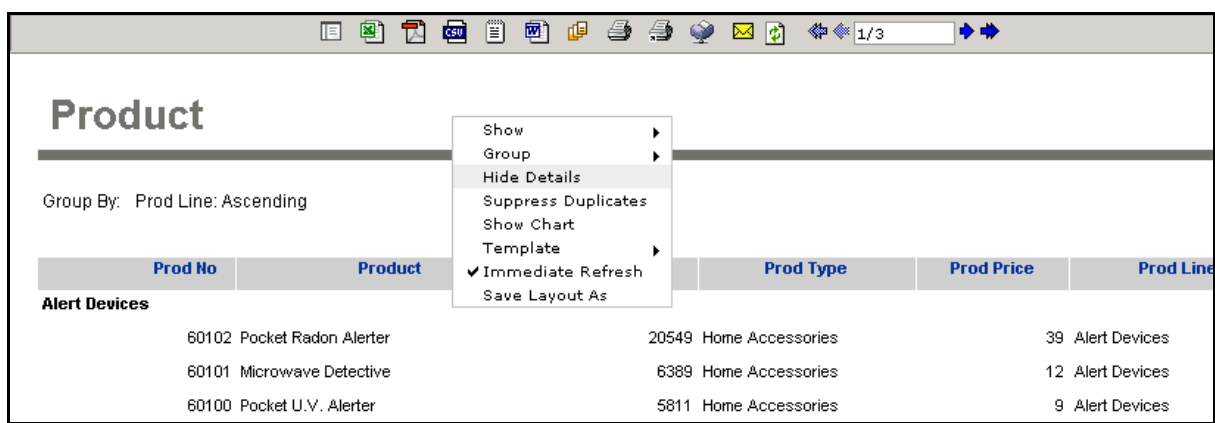 CSV
1/3
Product
Show
Group
Hide Details
Suppress Duplicates
Show Chart
Template
Immediate Refresh
Save Layout As
Group By: Prod Line: Ascending
Prod No Product Prod Type Prod Price Prod Line
Alert Devices
60102 Pocket Radon Alerter 20549 Home Accessories 39 Alert Devices
60101 Microwave Detective 6389 Home Accessories 12 Alert Devices
60100 Pocket U.V. Alerter 5811 Home Accessories 9 Alert Devices